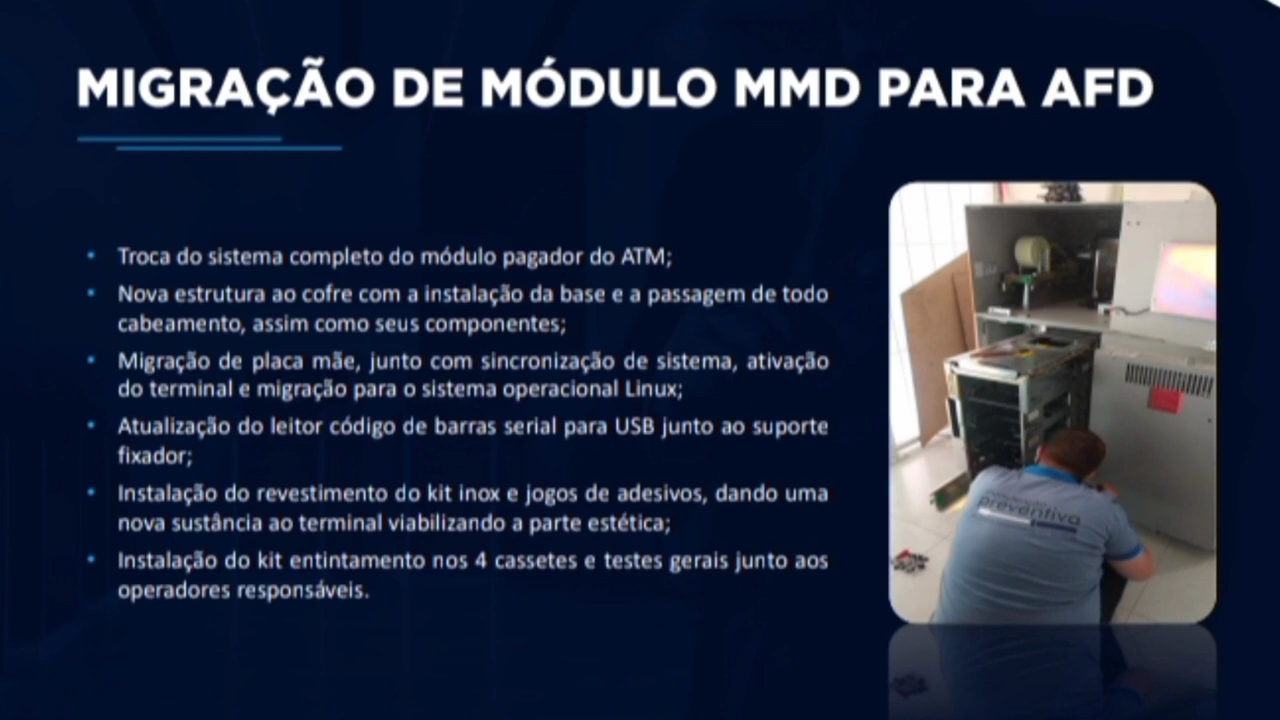 MIGRAÇÃO DE MÓDULO MMD PARA AFD
• Troca do sistema completo do módulo pagador do ATM;
• Nova estrutura ao cofre com a instalação da base e a passagem de todo
cabeamento, assim como seus componentes;
• Migração de placa mãe, junto com sincronização de sistema, ativação
do terminal e migração para o sistema operacional Linux;
• Atualização do leitor código de barras serial para USB junto ao suporte
fixador;
• Instalação do revestimento do kit inox e jogos de adesivos, dando uma
nova sustância ao terminal viabilizando a parte estética;
• Instalação do kit entintamento nos 4 cassetes e testes gerais junto aos
operadores responsáveis.
preventiva